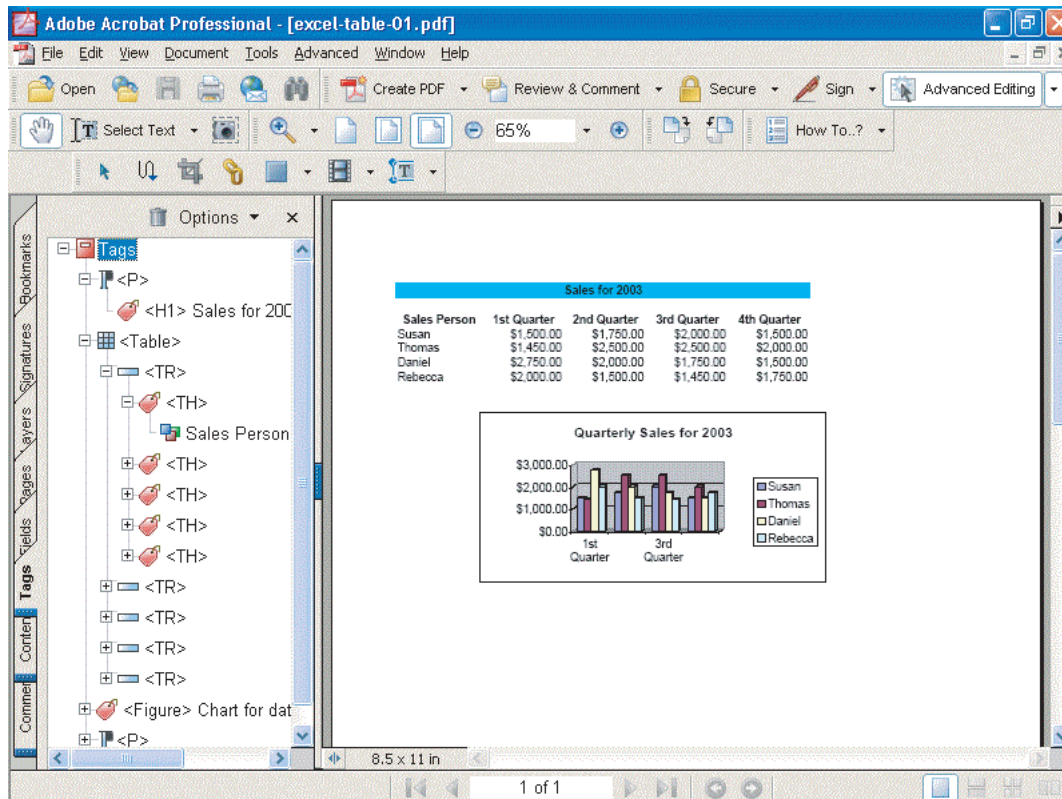 Adobe Acrobat Professional - [excel-table-01.pdf]
File Edit View Document Tools Advanced Window Help
Open Create PDF Review & Comment Secure Sign Advanced Editing
Select Text 65% How To..?
Options
Bookmarks
Signatures
Layers
Pages
Fields
Tags
Conten
Commer
Tags
<P>
<H1> Sales for 200
<Table>
<TR>
<TH>
Sales Person
<TH>
<TH>
<TH>
<TH>
<TR>
<TR>
<TR>
<TR>
<Figure> Chart for dat
<P>
Sales for 2003
Sales Person 1st Quarter 2nd Quarter 3rd Quarter 4th Quarter
Susan $1,500.00 $1,750.00 $2,000.00 $1,500.00
Thomas $1,450.00 $2,500.00 $2,500.00 $2,000.00
Daniel $2,750.00 $2,000.00 $1,750.00 $1,500.00
Rebecca $2,000.00 $1,500.00 $1,450.00 $1,750.00
Quarterly Sales for 2003
$3,000.00
$2,000.00
$1,000.00
$0.00
1st Quarter
3rd Quarter
Susan
Thomas
Daniel
Rebecca
8.5 x 11 in
1 of 1